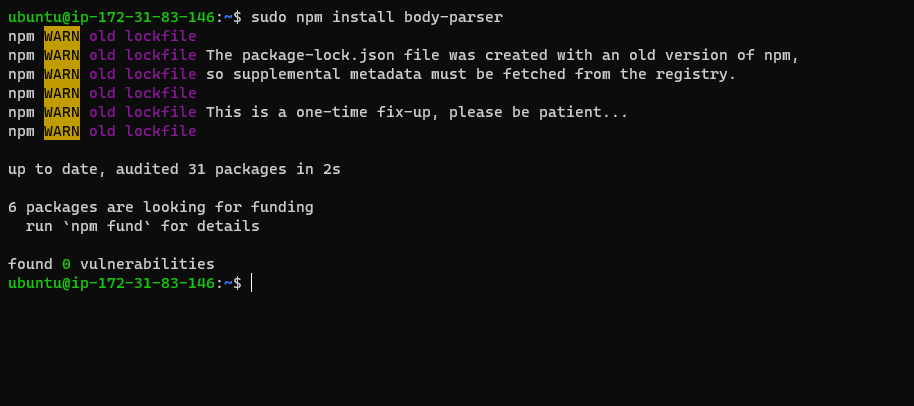 ubuntu@ip-172-31-83-146:~$ sudo npm install body-parser
npm WARN old lockfile
npm WARN old lockfile The package-lock.json file was created with an old version of npm,
npm WARN old lockfile so supplemental metadata must be fetched from the registry.
npm WARN old lockfile
npm WARN old lockfile This is a one-time fix-up, please be patient...
npm WARN old lockfile
up to date, audited 31 packages in 2s
6 packages are looking for funding
run `npm fund` for details
found 0 vulnerabilities
ubuntu@ip-172-31-83-146:~$